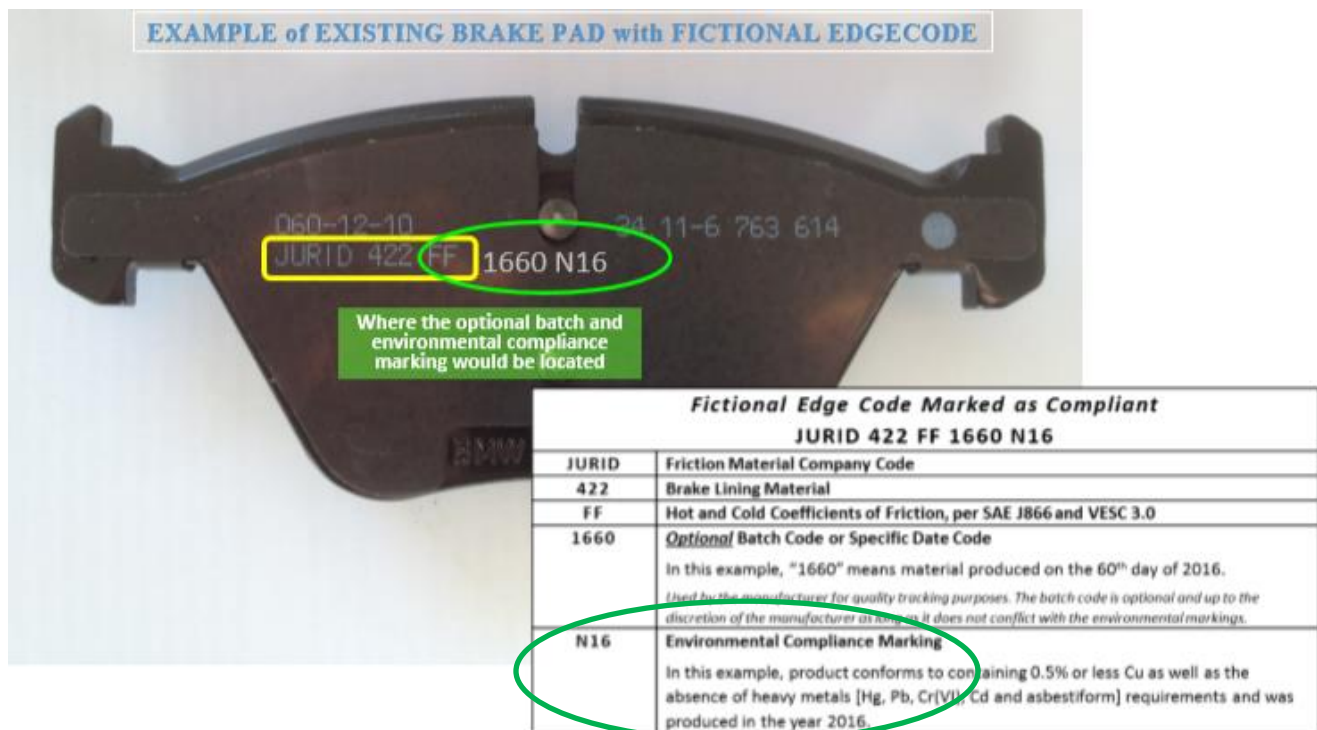 EXAMPLE of EXISTING BRAKE PAD with FICTIONAL EDGECODE
060-12-10
34 11-6 763 614
JURID 422 FF 1660 N16
Where the optional batch and
environmental compliance
marking would be located
BMW
Fictional Edge Code Marked as Compliant
JURID 422 FF 1660 N16
JURID Friction Material Company Code
422 Brake Lining Material
FF Hot and Cold Coefficients of Friction, per SAE J866 and VESC 3.0
1660 Optional Batch Code or Specific Date Code
In this example, "1660" means material produced on the 60th day of 2016.
Used by the manufacturer for quality tracking purposes. The batch code is optional and up to the
discretion of the manufacturer as long as it does not conflict with the environmental markings.
N16 Environmental Compliance Marking
In this example, product conforms to containing 0.5% or less Cu as well as the
absence of heavy metals [Hg, Pb, Cr(VI), Cd and asbestiform] requirements and was
produced in the year 2016.